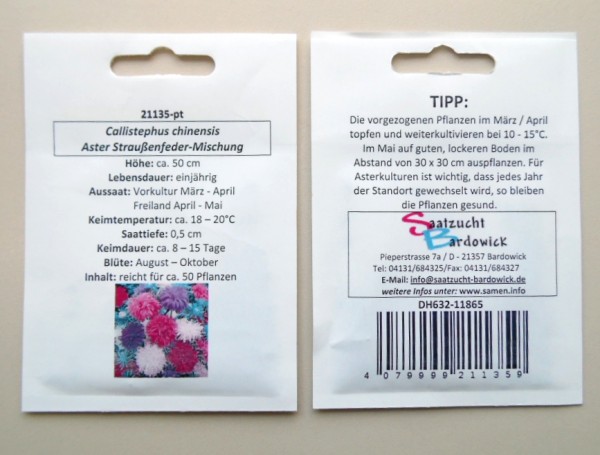 21135-pt
Callistephus chinensis
Aster Straußenfeder-Mischung
Höhe: ca. 50 cm
Lebensdauer: einjährig
Aussaat: Vorkultur März - April
Freiland April - Mai
Keimtemperatur: ca. 18 – 20°C
Saattiefe: 0,5 cm
Keimdauer: ca. 8 – 15 Tage
Blüte: August – Oktober
Inhalt: reicht für ca. 50 Pflanzen
TIPP:
Die vorgezogenen Pflanzen im März / April
topfen und weiterkultivieren bei 10 - 15°C.
Im Mai auf guten, lockeren Boden im
Abstand von 30 x 30 cm auspflanzen. Für
Asterkulturen ist wichtig, dass jedes Jahr
der Standort gewechselt wird, so bleiben
die Pflanzen gesund.
Saatzucht
Bardowick
Pieperstrasse 7a / D - 21357 Bardowick
Tel: 04131/684325/Fax: 04131/684327
E-Mail: info@saatzucht-bardowick.de
weitere Infos unter: www.samen.info
DH632-11865
4 079999 211359